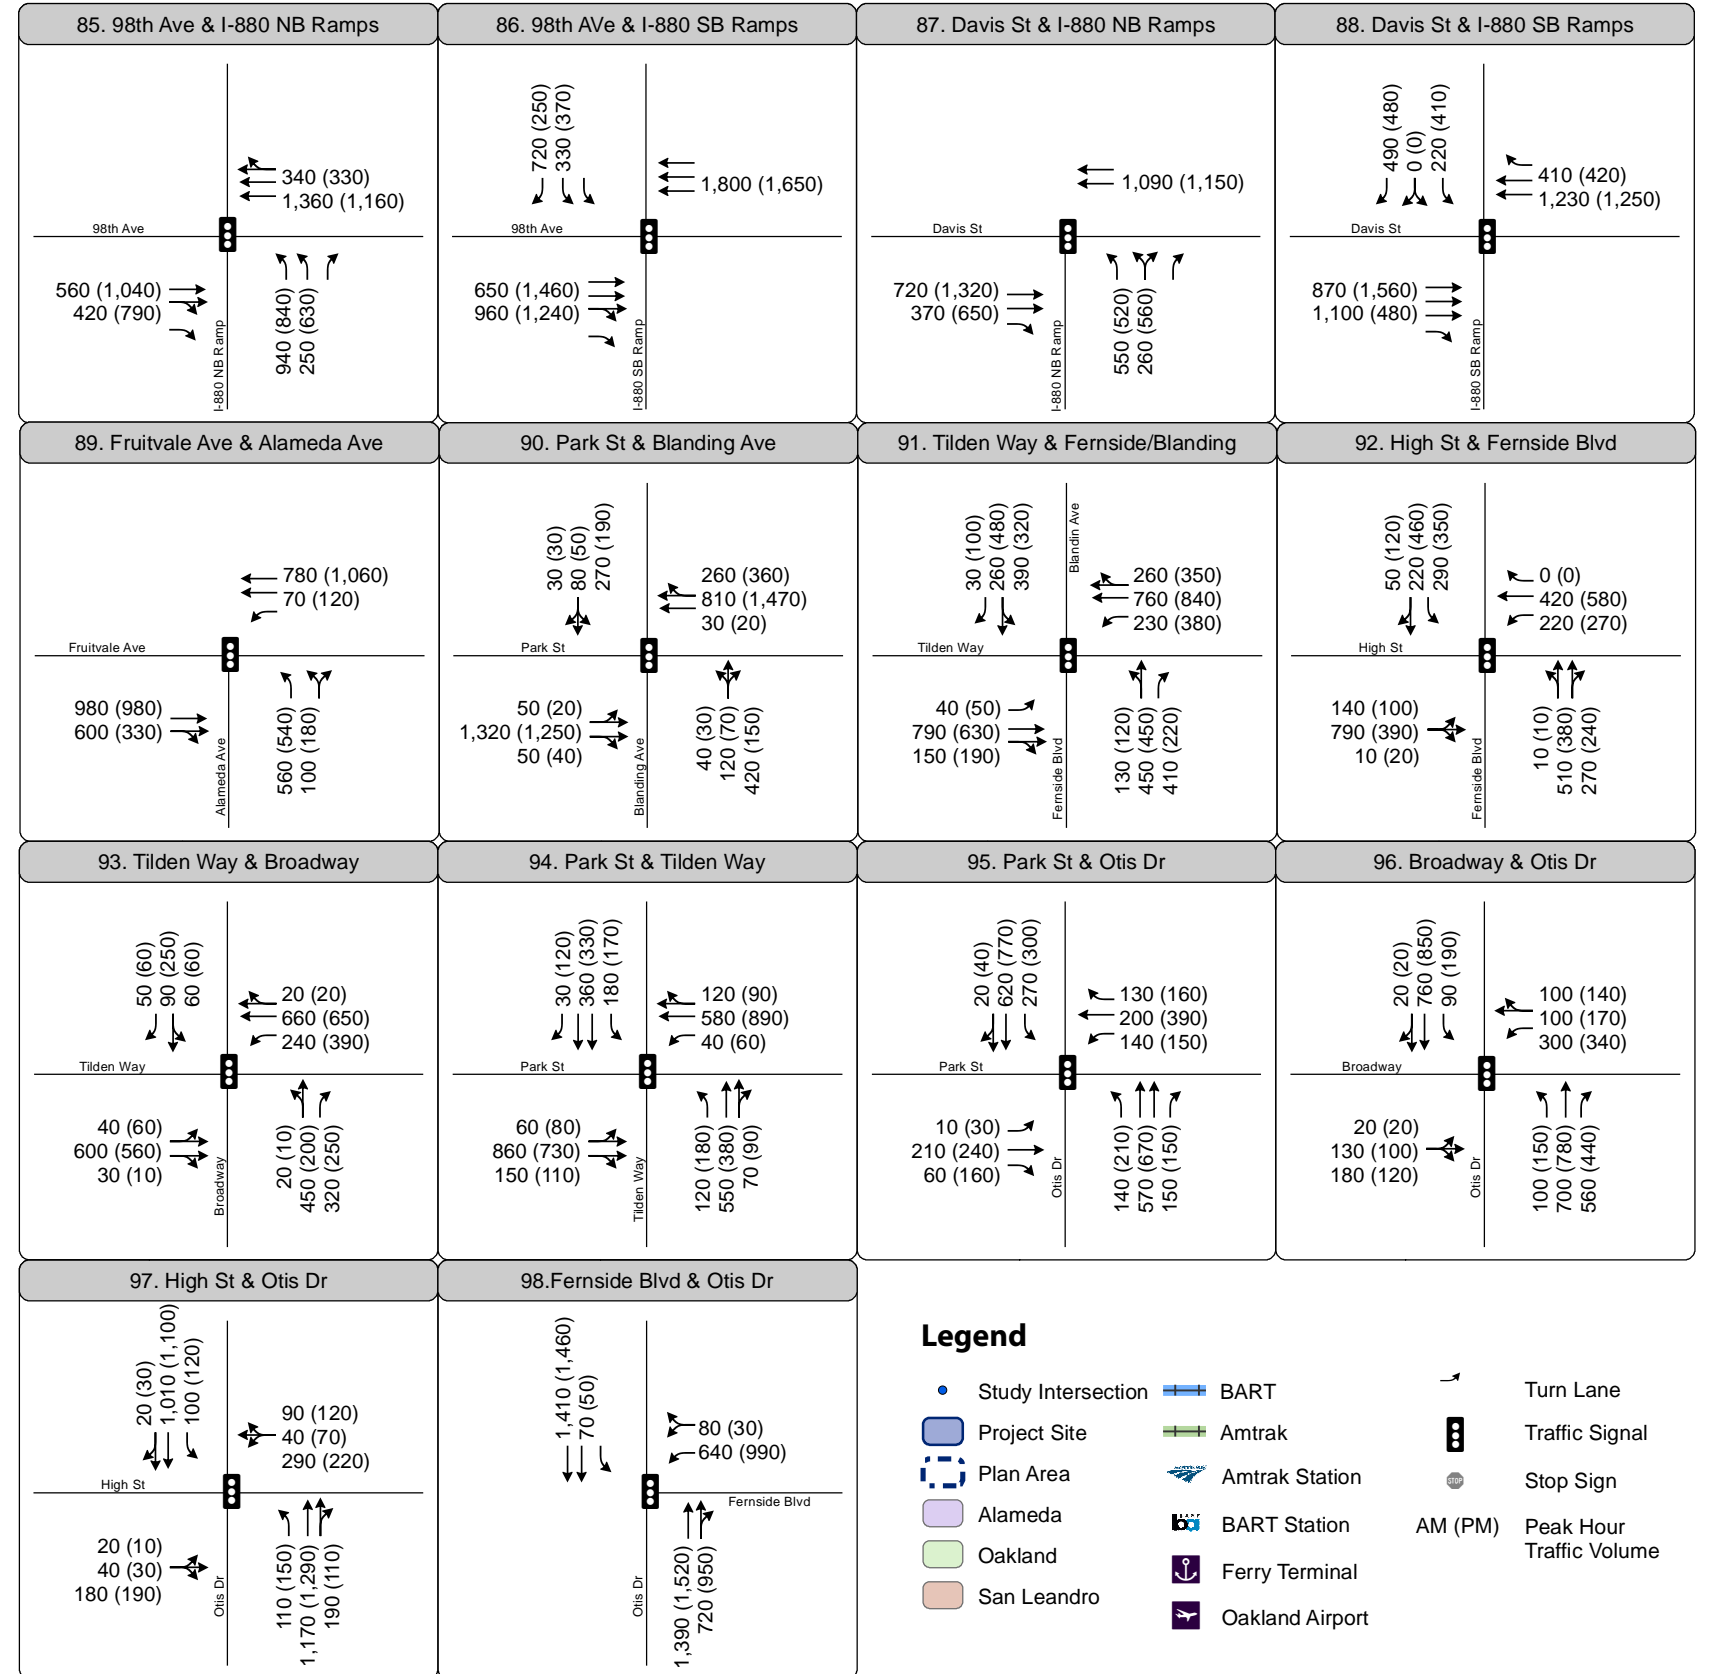 85. 98th Ave & I-880 NB Ramps
340 (330)
1,360 (1,160)
98th Ave
560 (1,040)
420 (790)
I-880 NB Ramp
940 (840)
250 (630)
86. 98th AVe & I-880 SB Ramps
720 (250)
330 (370)
1,800 (1,650)
98th Ave
650 (1,460)
960 (1,240)
I-880 SB Ramp
87. Davis St & I-880 NB Ramps
1,090 (1,150)
Davis St
720 (1,320)
370 (650)
I-880 NB Ramp
550 (520)
260 (560)
88. Davis St & I-880 SB Ramps
490 (480)
0 (0)
220 (410)
410 (420)
1,230 (1,250)
Davis St
870 (1,560)
1,100 (480)
I-880 SB Ramp
89. Fruitvale Ave & Alameda Ave
780 (1,060)
70 (120)
Fruitvale Ave
980 (980)
600 (330)
Alameda Ave
560 (540)
100 (180)
90. Park St & Blanding Ave
30 (30)
80 (50)
270 (190)
260 (360)
810 (1,470)
30 (20)
Park St
50 (20)
1,320 (1,250)
50 (40)
Blanding Ave
40 (30)
120 (70)
420 (150)
91. Tilden Way & Fernside/Blanding
30 (100)
260 (480)
390 (320)
Blandin Ave
260 (350)
760 (840)
230 (380)
Tilden Way
40 (50)
790 (630)
150 (190)
Fernside Blvd
130 (120)
450 (450)
410 (220)
92. High St & Fernside Blvd
50 (120)
220 (460)
290 (350)
0 (0)
420 (580)
220 (270)
High St
140 (100)
790 (390)
10 (20)
Fernside Blvd
10 (10)
510 (380)
270 (240)
93. Tilden Way & Broadway
50 (60)
90 (250)
60 (60)
20 (20)
660 (650)
240 (390)
Tilden Way
40 (60)
600 (560)
30 (10)
Broadway
20 (10)
450 (200)
320 (250)
94. Park St & Tilden Way
30 (120)
360 (330)
180 (170)
120 (90)
580 (890)
40 (60)
Park St
60 (80)
860 (730)
150 (110)
Tilden Way
120 (180)
550 (380)
70 (90)
95. Park St & Otis Dr
20 (40)
620 (770)
270 (300)
130 (160)
200 (390)
140 (150)
Park St
10 (30)
210 (240)
60 (160)
Otis Dr
140 (210)
570 (670)
150 (150)
96. Broadway & Otis Dr
20 (20)
760 (850)
90 (190)
100 (140)
100 (170)
300 (340)
Broadway
20 (20)
130 (100)
180 (120)
Otis Dr
100 (150)
700 (780)
560 (440)
97. High St & Otis Dr
20 (30)
1,010 (1,100)
100 (120)
90 (120)
40 (70)
290 (220)
High St
20 (10)
40 (30)
180 (190)
Otis Dr
110 (150)
1,170 (1,290)
190 (110)
98.Fernside Blvd & Otis Dr
1,410 (1,460)
70 (50)
80 (30)
640 (990)
Fernside Blvd
Otis Dr
1,390 (1,520)
720 (950)
Legend
Study Intersection
Project Site
Plan Area
Alameda
Oakland
San Leandro
BART
Amtrak
Amtrak Station
BART Station
Ferry Terminal
Oakland Airport
Turn Lane
Traffic Signal
STOP
Stop Sign
AM (PM)
Peak Hour
Traffic Volume